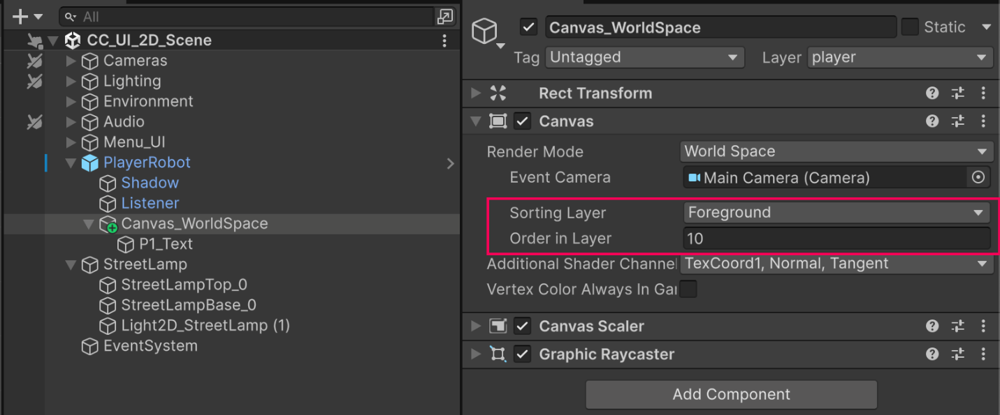 All
CC_UI_2D_Scene
Cameras
Lighting
Environment
Audio
Menu_UI
PlayerRobot
Shadow
Listener
Canvas_WorldSpace
P1_Text
StreetLamp
StreetLampTop_0
StreetLampBase_0
Light2D_StreetLamp (1)
EventSystem
Canvas_WorldSpace Static
Tag Untagged Layer player
Rect Transform
Canvas
Render Mode World Space
Event Camera Main Camera (Camera)
Sorting Layer Foreground
Order in Layer 10
Additional Shader Channel TexCoord1, Normal, Tangent
Vertex Color Always In Ga
Canvas Scaler
Graphic Raycaster
Add Component